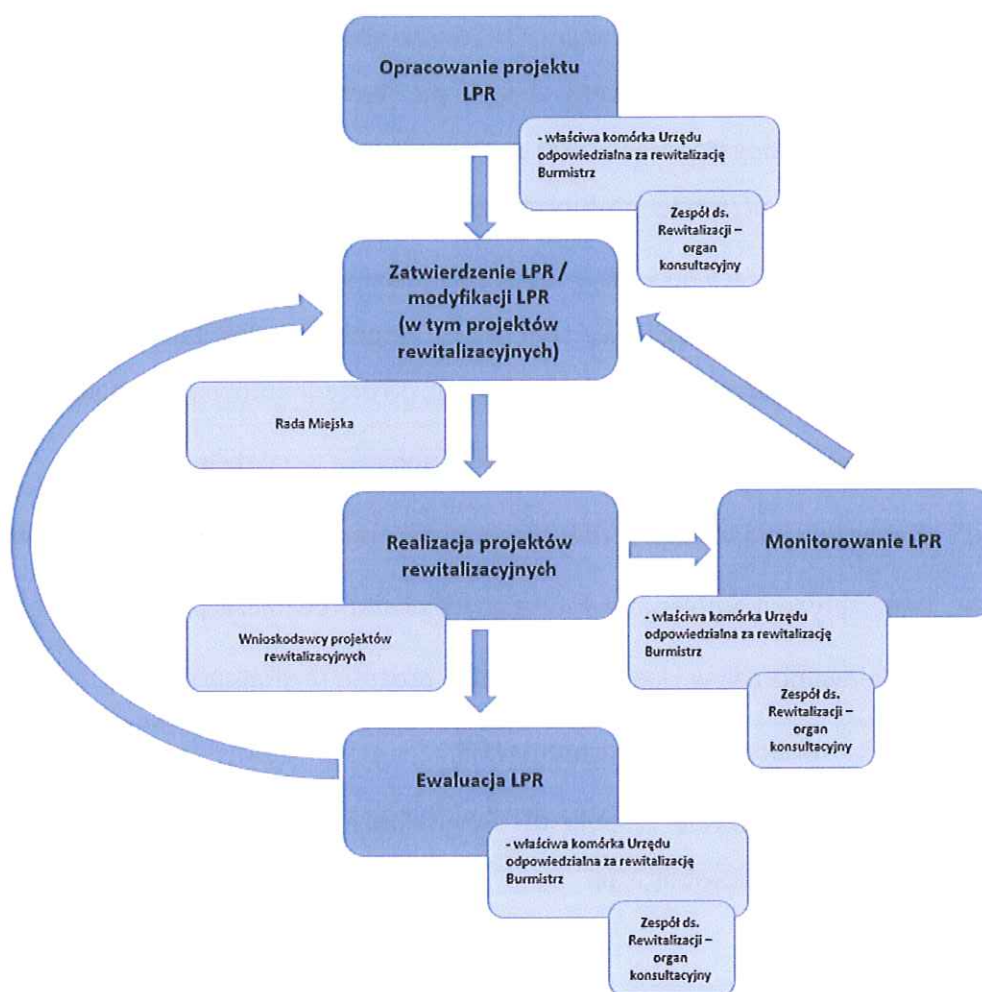 Opracowanie projektu
LPR
- właściwa komórka Urzędu
odpowiedzialna za rewitalizację
Burmistrz
Zespół ds.
Rewitalizacji –
organ
konsultacyjny
Zatwierdzenie LPR /
modyfikacji LPR
(w tym projektów
rewitalizacyjnych)
Rada Miejska
Realizacja projektów
rewitalizacyjnych
Wnioskodawcy projektów
rewitalizacyjnych
Monitorowanie LPR
- właściwa komórka Urzędu
odpowiedzialna za rewitalizację
Burmistrz
Zespół ds.
Rewitalizacji –
organ
konsultacyjny
Ewaluacja LPR
- właściwa komórka Urzędu
odpowiedzialna za rewitalizację
Burmistrz
Zespół ds.
Rewitalizacji –
organ
konsultacyjny